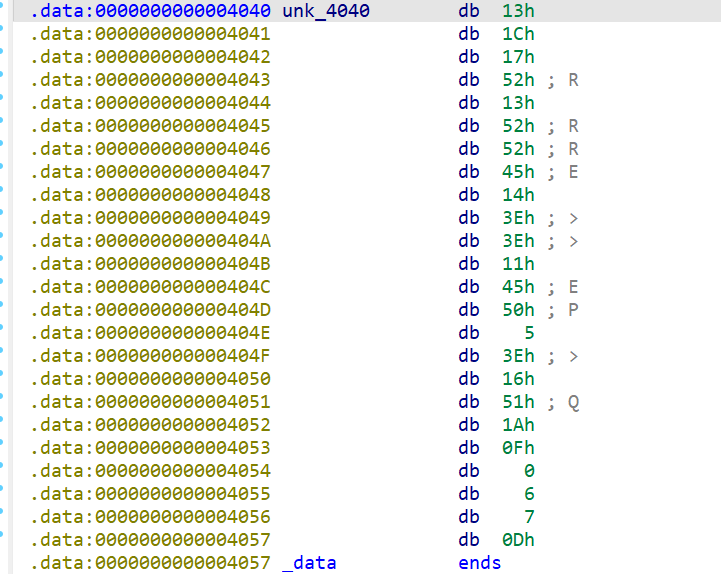 .data:0000000000004040 unk_4040 db 13h
.data:0000000000004041 db 1Ch
.data:0000000000004042 db 17h
.data:0000000000004043 db 52h ; R
.data:0000000000004044 db 13h
.data:0000000000004045 db 52h ; R
.data:0000000000004046 db 52h ; R
.data:0000000000004047 db 45h ; E
.data:0000000000004048 db 14h
.data:0000000000004049 db 3Eh ; >
.data:000000000000404A db 3Eh ; >
.data:000000000000404B db 11h
.data:000000000000404C db 45h ; E
.data:000000000000404D db 50h ; P
.data:000000000000404E db 5
.data:000000000000404F db 3Eh ; >
.data:0000000000004050 db 16h
.data:0000000000004051 db 51h ; Q
.data:0000000000004052 db 1Ah
.data:0000000000004053 db 0Fh
.data:0000000000004054 db 0
.data:0000000000004055 db 6
.data:0000000000004056 db 7
.data:0000000000004057 db 0Dh
.data:0000000000004057 _data ends